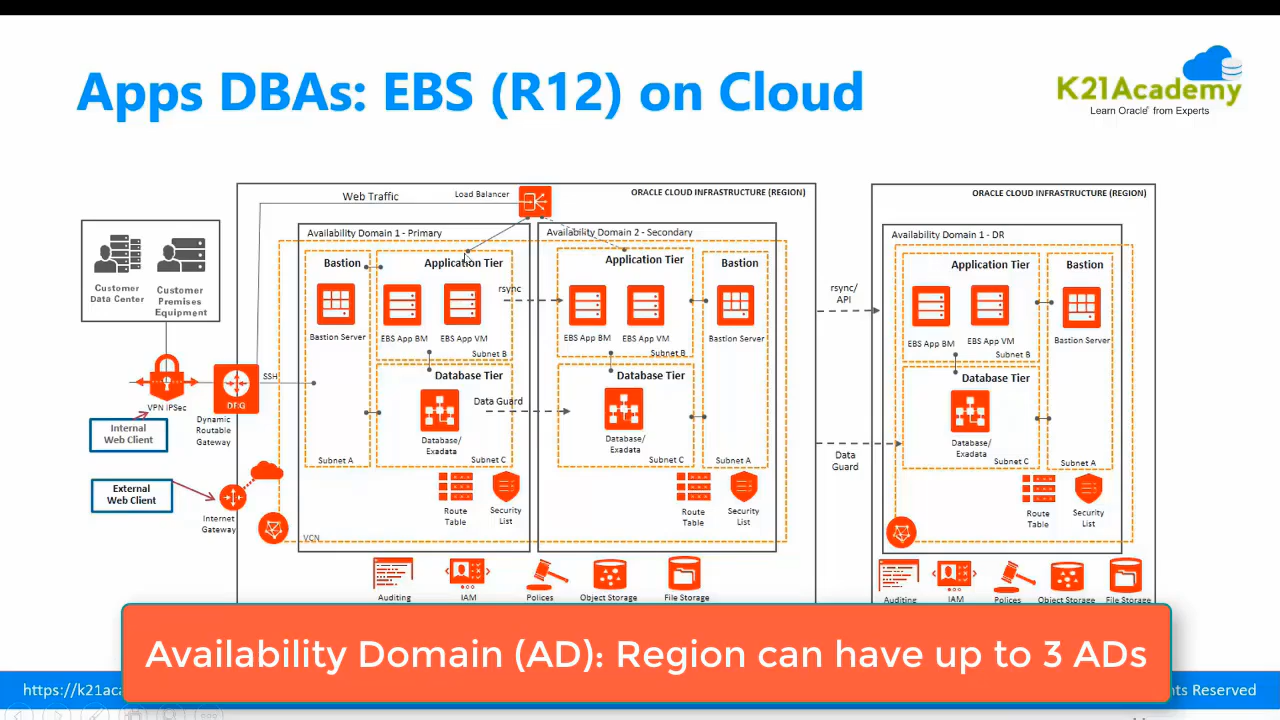 Apps DBAs: EBS (R12) on Cloud
K21Academy
Learn Oracle from Experts
Web Traffic
Load Balancer
ORACLE CLOUD INFRASTRUCTURE (REGION)
ORACLE CLOUD INFRASTRUCTURE (REGION)
Customer
Data Center
Customer
Premises
Equipment
VPN IPSec
Internal
Web Client
External
Web Client
DRG
Dynamic
Routable
Gateway
SSH
Internet
Gateway
Availability Domain 1 - Primary
Bastion
Bastion Server
Subnet A
Application Tier
EBS App BM
EBS App VM
Subnet B
Database Tier
Database/
Exadata
Subnet C
Route
Table
Security
List
VCN
rsync
Data Guard
Availability Domain 2 - Secondary
Application Tier
EBS App BM
EBS App VM
Subnet B
Database Tier
Database/
Exadata
Subnet C
Bastion
Bastion Server
Subnet A
Route
Table
Security
List
Auditing
IAM
Polices
Object Storage
File Storage
rsync/
API
Data
Guard
Availability Domain 1 - DR
Application Tier
EBS App BM
EBS App VM
Subnet B
Database Tier
Database/
Exadata
Subnet C
Bastion
Bastion Server
Subnet A
Route
Table
Security
List
Auditing
IAM
Polices
Object Storage
File Storage
Availability Domain (AD): Region can have up to 3 ADs
https://k21aca
hts Reserved